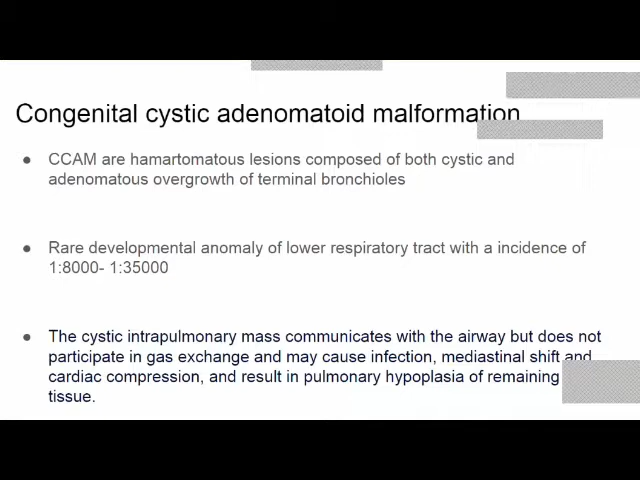 Congenital cystic adenomatoid malformation
● CCAM are hamartomatous lesions composed of both cystic and
adenomatous overgrowth of terminal bronchioles
● Rare developmental anomaly of lower respiratory tract with a incidence of
1:8000- 1:35000
● The cystic intrapulmonary mass communicates with the airway but does not
participate in gas exchange and may cause infection, mediastinal shift and
cardiac compression, and result in pulmonary hypoplasia of remaining
tissue.